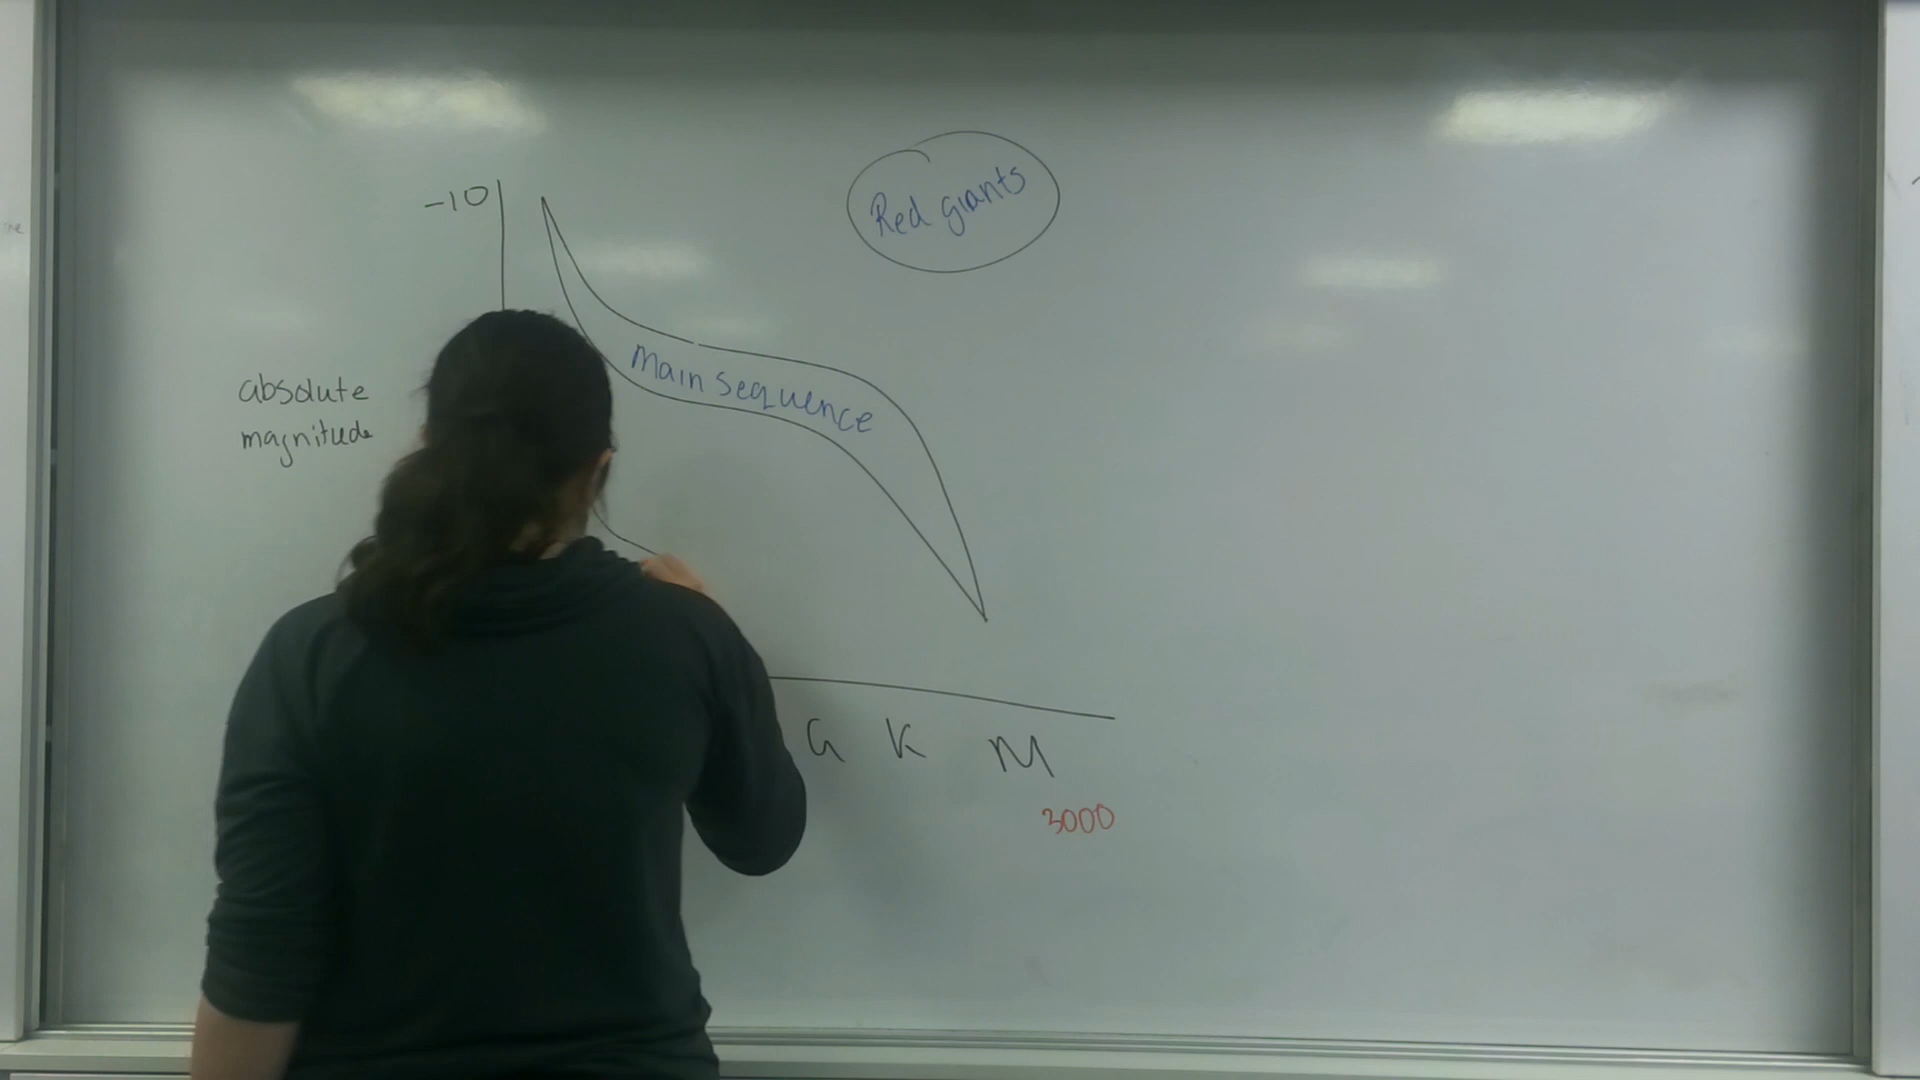 -10
Red giants
Main sequence
absolute
magnitude
G K M
3000